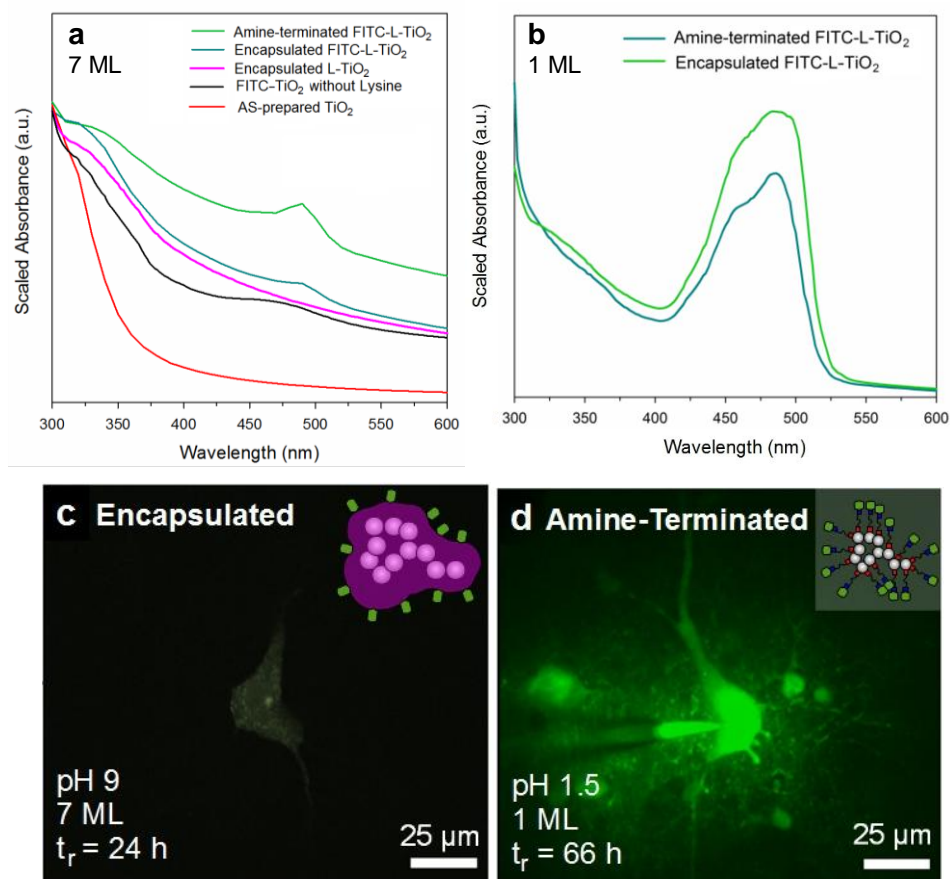 a
7 ML
Amine-terminated FITC-L-TiO₂
Encapsulated FITC-L-TiO₂
Encapsulated L-TiO₂
FITC-TiO₂ without Lysine
AS-prepared TiO₂
Scaled Absorbance (a.u.)
300 350 400 450 500 550 600
Wavelength (nm)
b
1 ML
Amine-terminated FITC-L-TiO₂
Encapsulated FITC-L-TiO₂
Scaled Absorbance (a.u.)
300 350 400 450 500 550 600
Wavelength (nm)
c Encapsulated
pH 9
7 ML
tᵣ = 24 h
25 µm
d Amine-Terminated
pH 1.5
1 ML
tᵣ = 66 h
25 µm